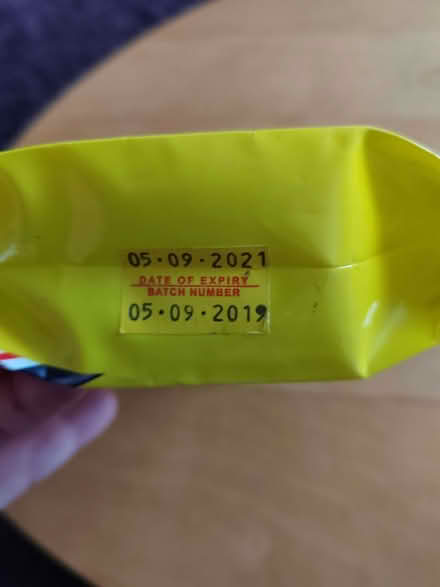 05·09·2021
DATE OF EXPIRY
BATCH NUMBER
05·09·2019